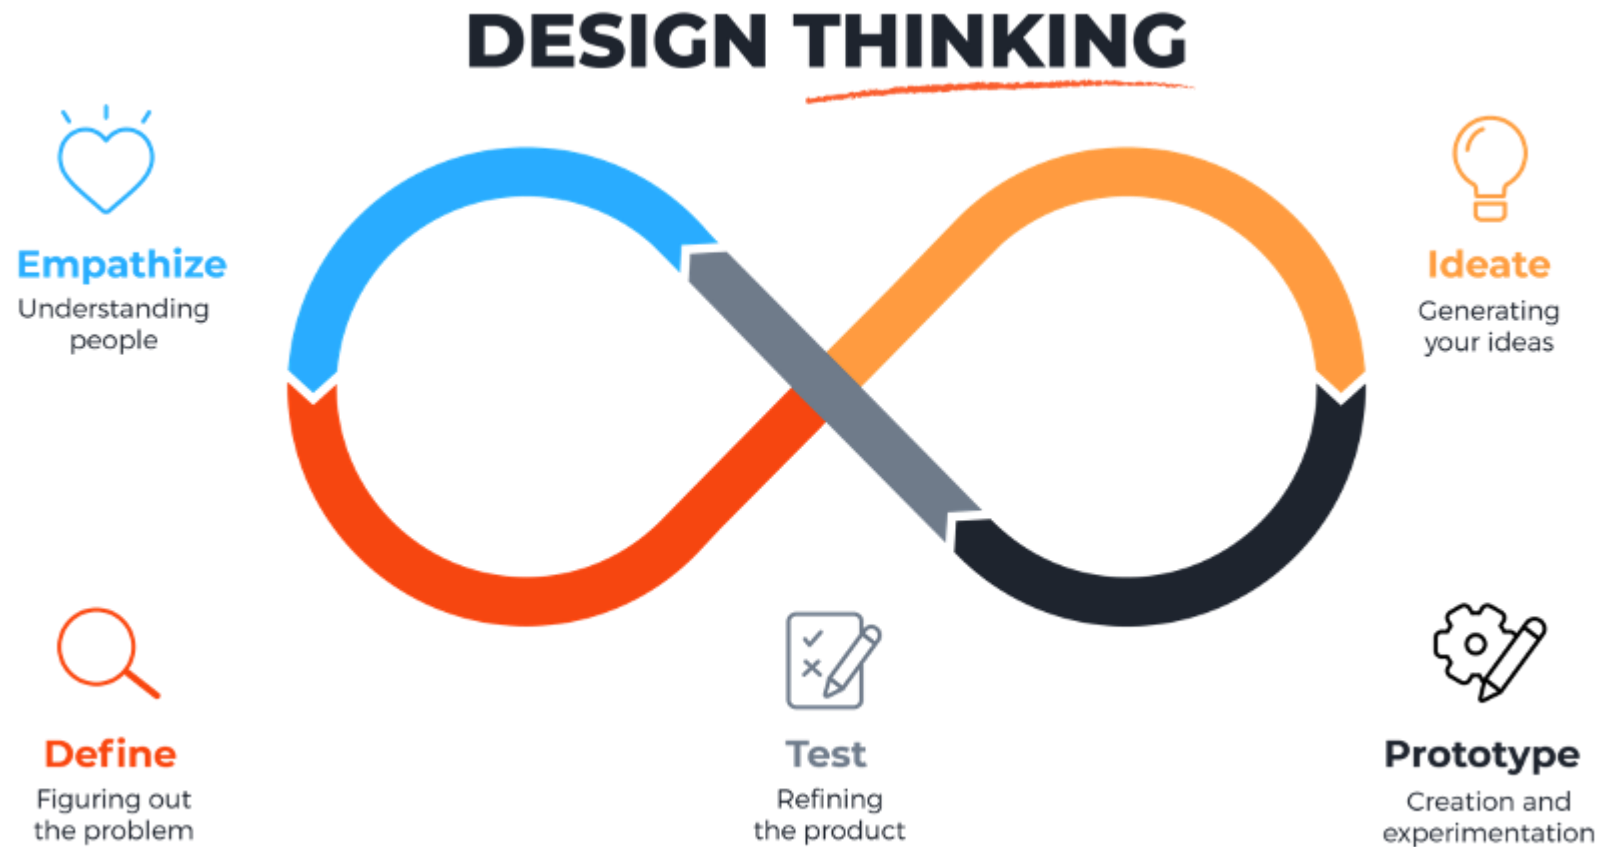 DESIGN THINKING
Empathize
Understanding
people
Ideate
Generating
your ideas
Define
Figuring out
the problem
Test
Refining
the product
Prototype
Creation and
experimentation